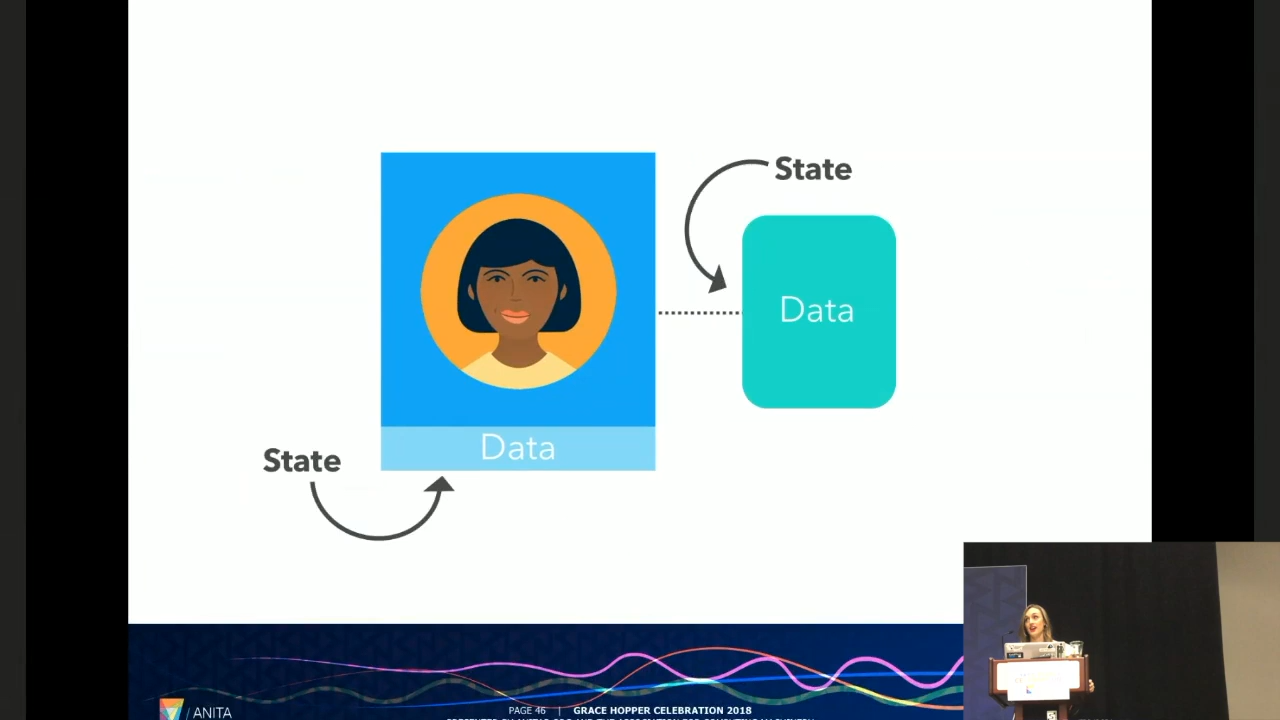 State
Data
Data
State
/ ANITA
PAGE 46 | GRACE HOPPER CELEBRATION 2018